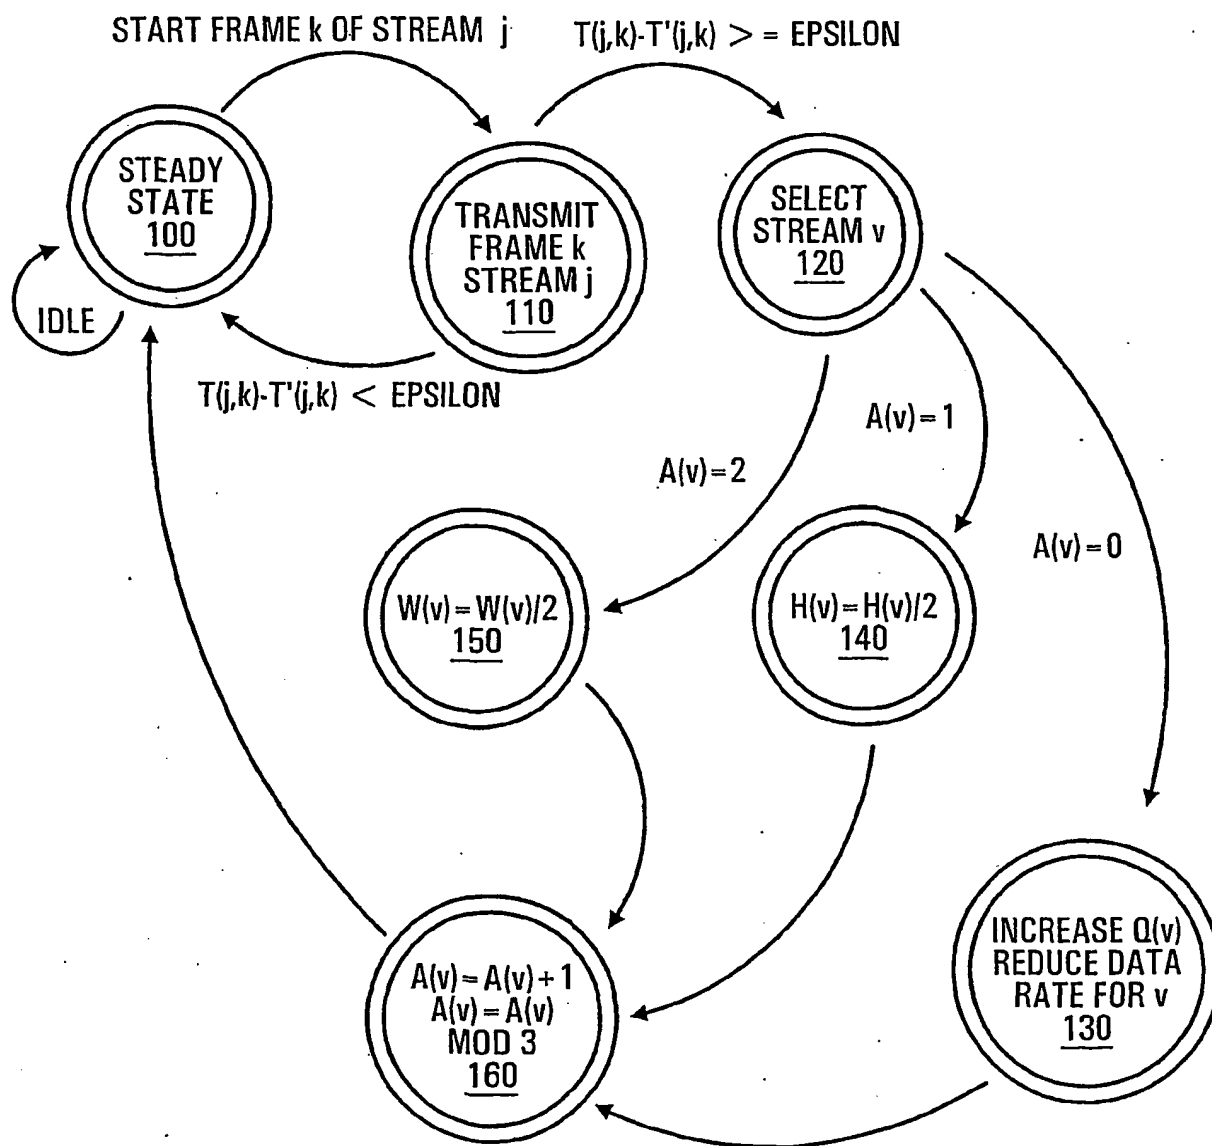 START FRAME k OF STREAM j
T(j,k)-T'(j,k) > = EPSILON
STEADY
STATE
100
IDLE
TRANSMIT
FRAME k
STREAM j
110
SELECT
STREAM v
120
T(j,k)-T'(j,k) < EPSILON
A(v)=2
A(v)=1
A(v)=0
W(v)=W(v)/2
150
H(v)=H(v)/2
140
INCREASE Q(v)
REDUCE DATA
RATE FOR v
130
A(v)=A(v)+1
A(v)=A(v)
MOD 3
160